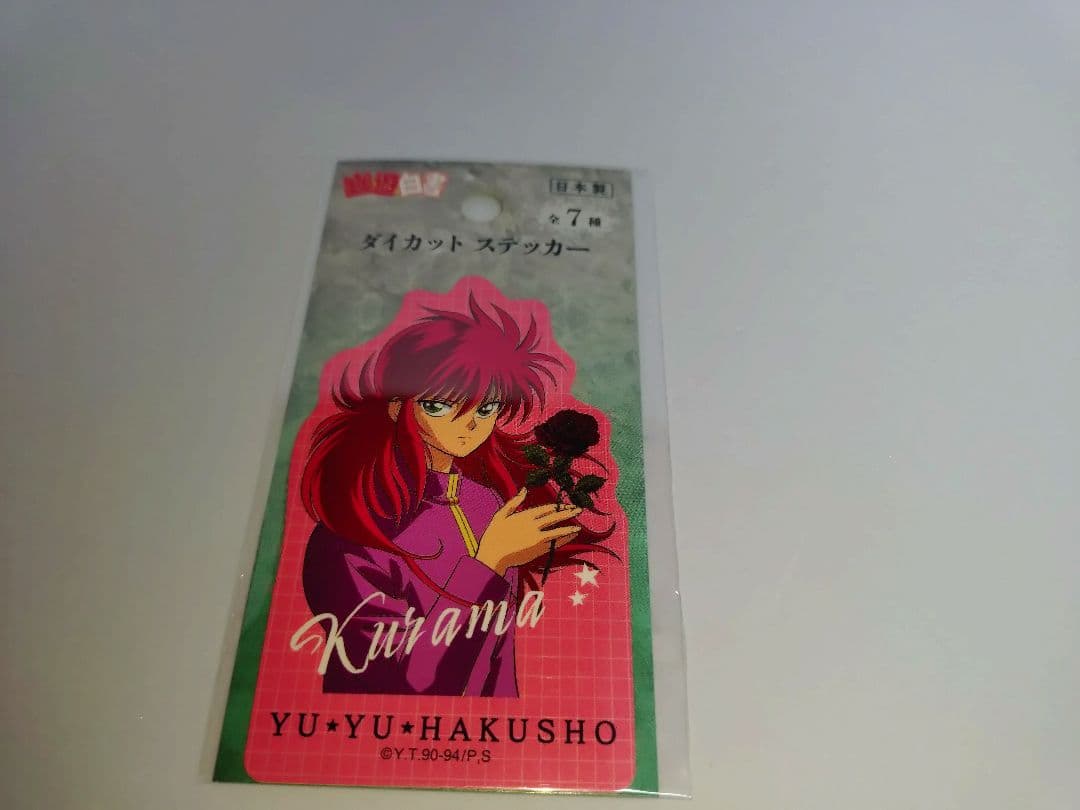 幽遊白書
日本製
全7種
ダイカット ステッカー
Kurama
YU★YU★HAKUSHO
©Y.T.90-94/P,S